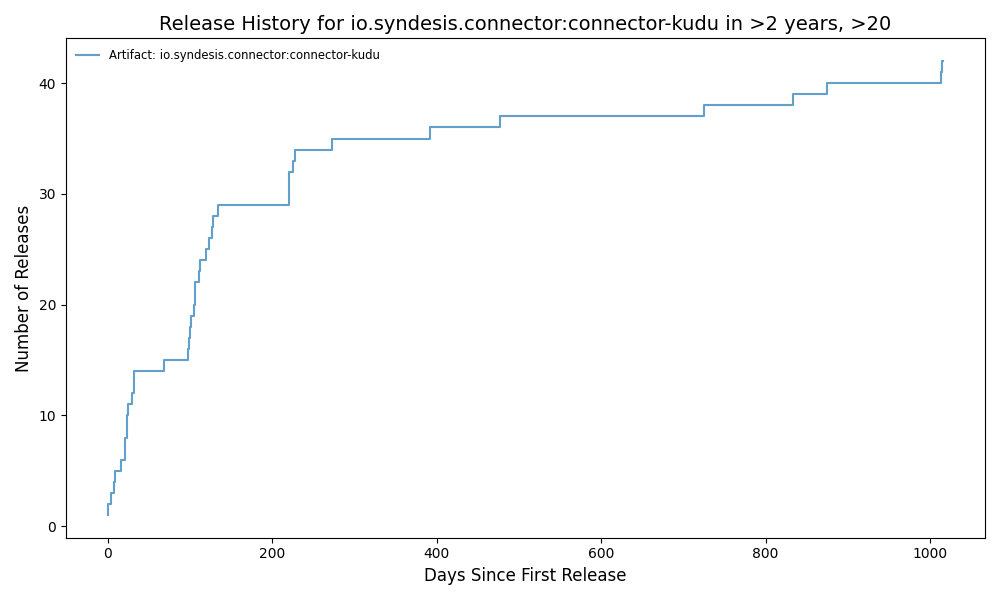 Release History for io.syndesis.connector:connector-kudu in >2 years, >20
Artifact: io.syndesis.connector:connector-kudu
Number of Releases
40
30
20
10
0
0 200 400 600 800 1000
Days Since First Release